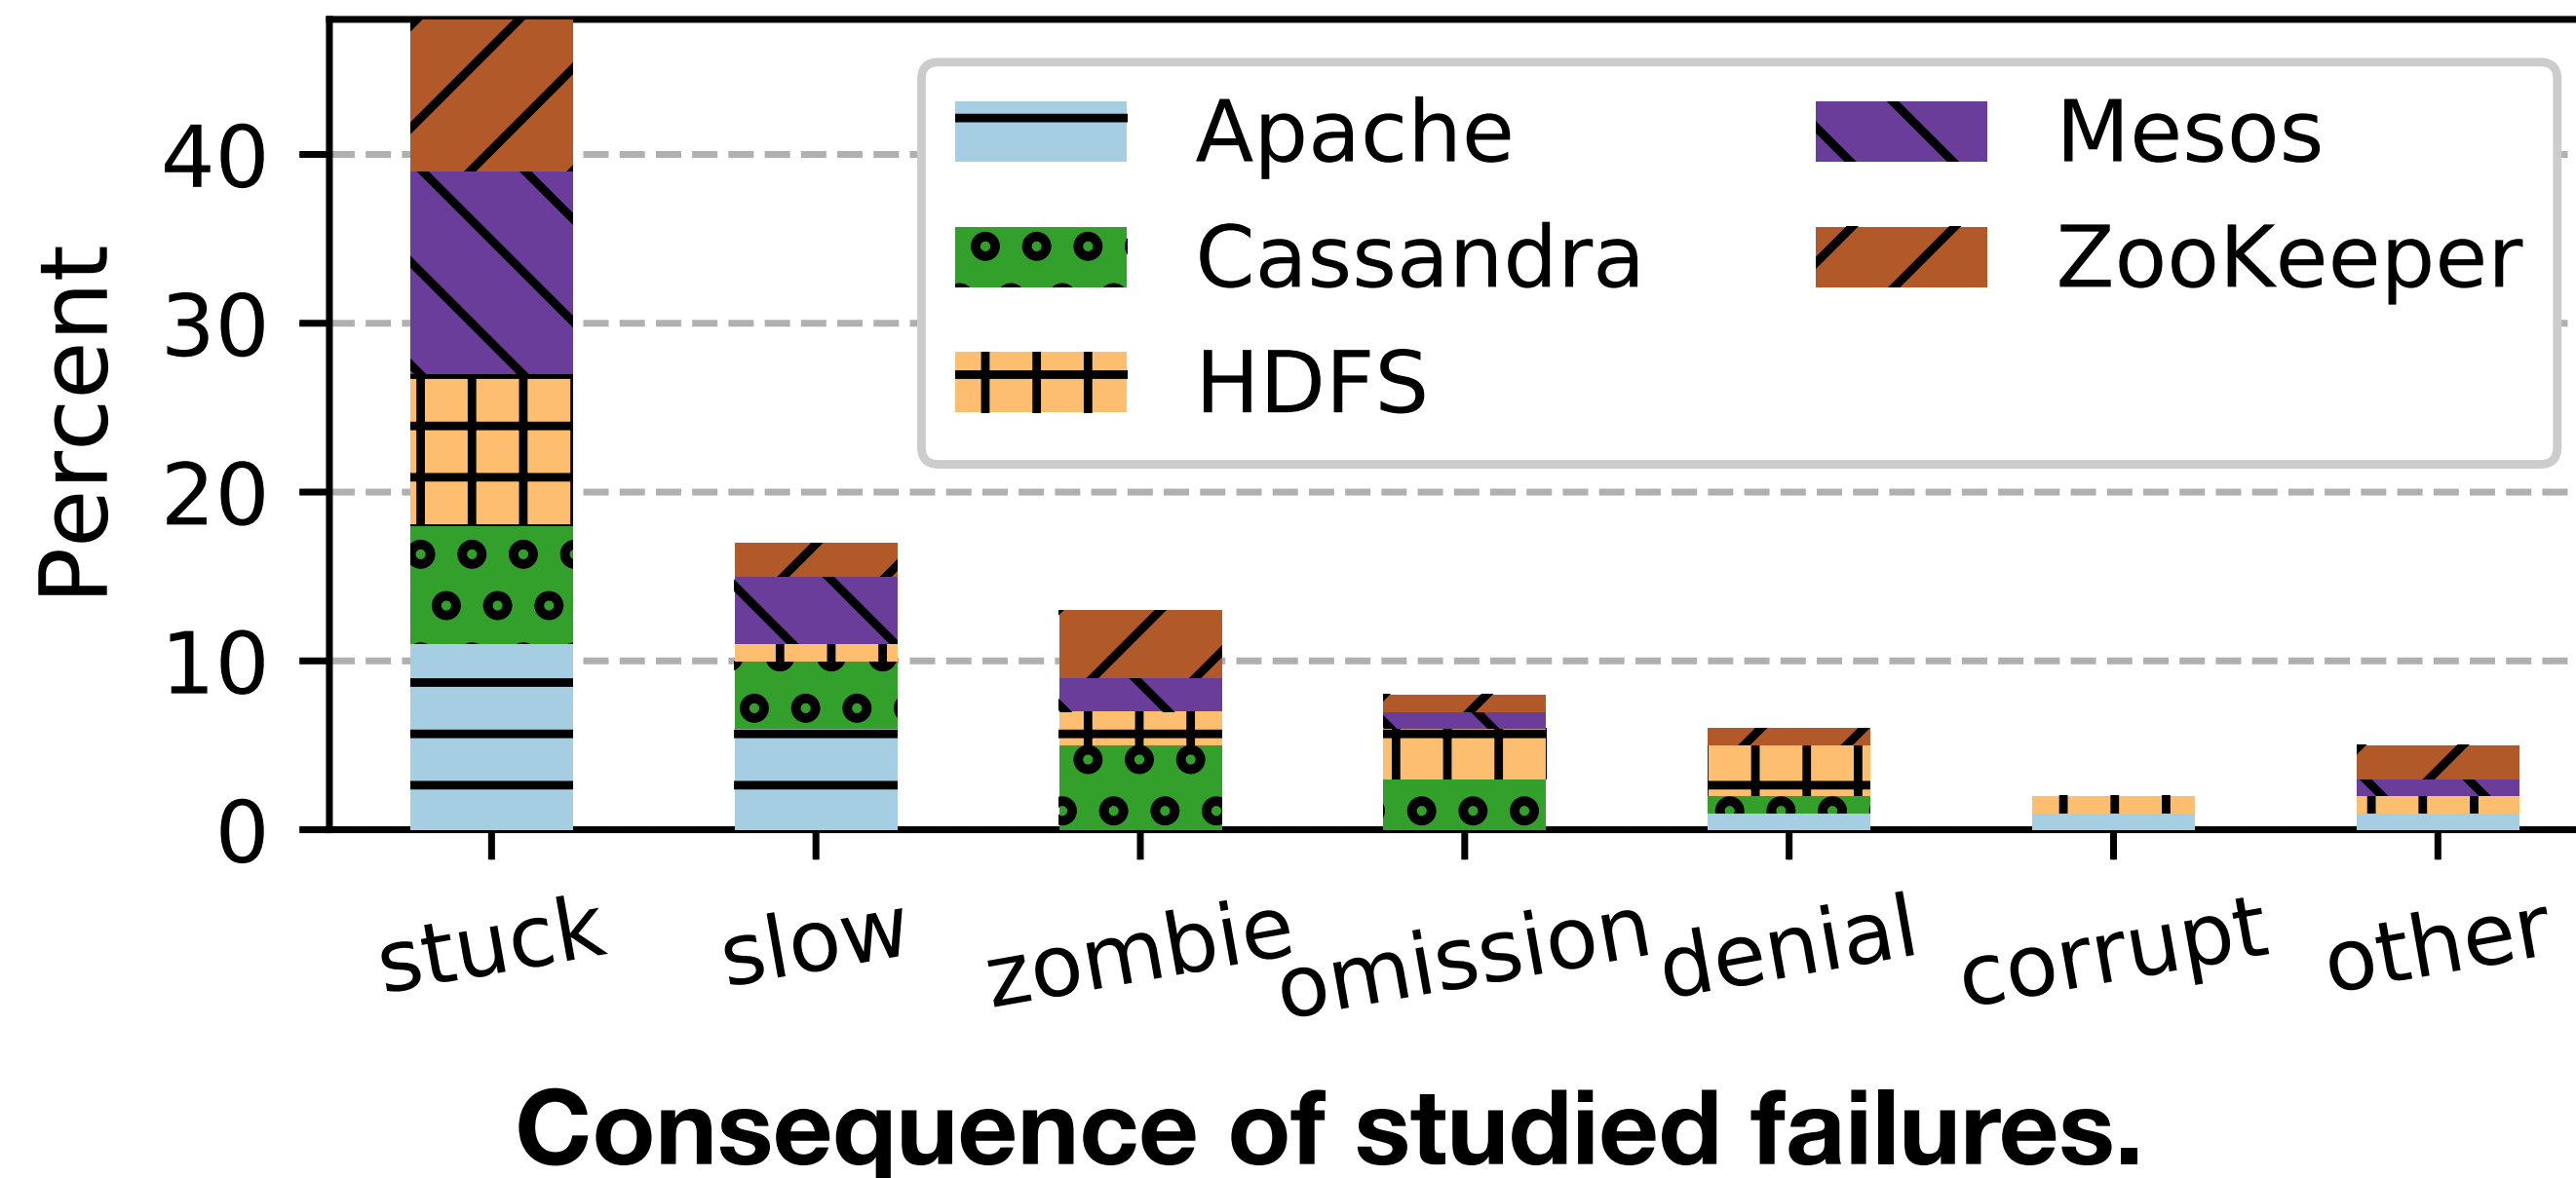 Percent
40
30
20
10
0
Apache
Cassandra
HDFS
Mesos
ZooKeeper
stuck
slow
zombie
omission
denial
corrupt
other
Consequence of studied failures.